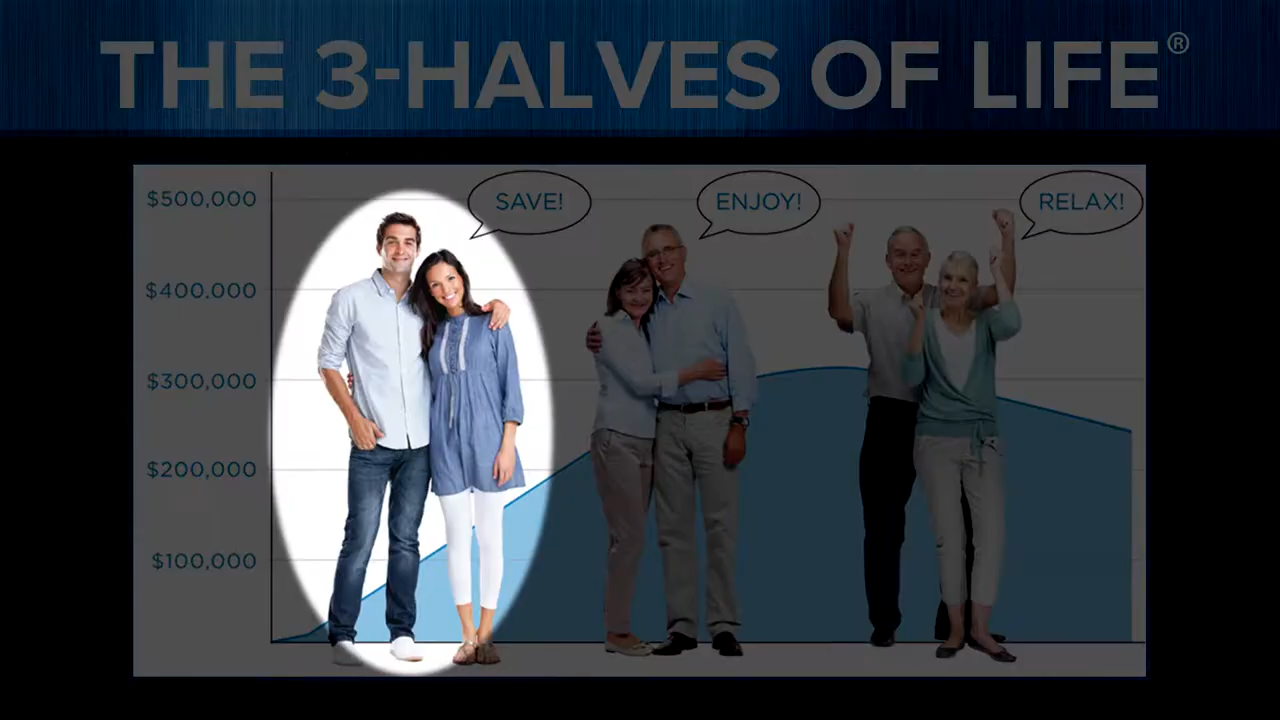 THE 3-HALVES OF LIFE®
SAVE!
ENJOY!
RELAX!
$500,000
$400,000
$300,000
$200,000
$100,000